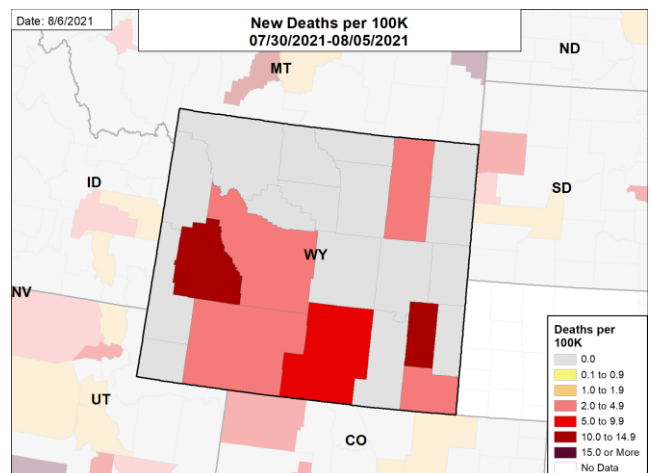 Date: 8/6/2021
New Deaths per 100K
07/30/2021-08/05/2021
ND
MT
ID
SD
WY
NV
UT
CO
Deaths per
100K
0.0
0.1 to 0.9
1.0 to 1.9
2.0 to 4.9
5.0 to 9.9
10.0 to 14.9
15.0 or More
No Data